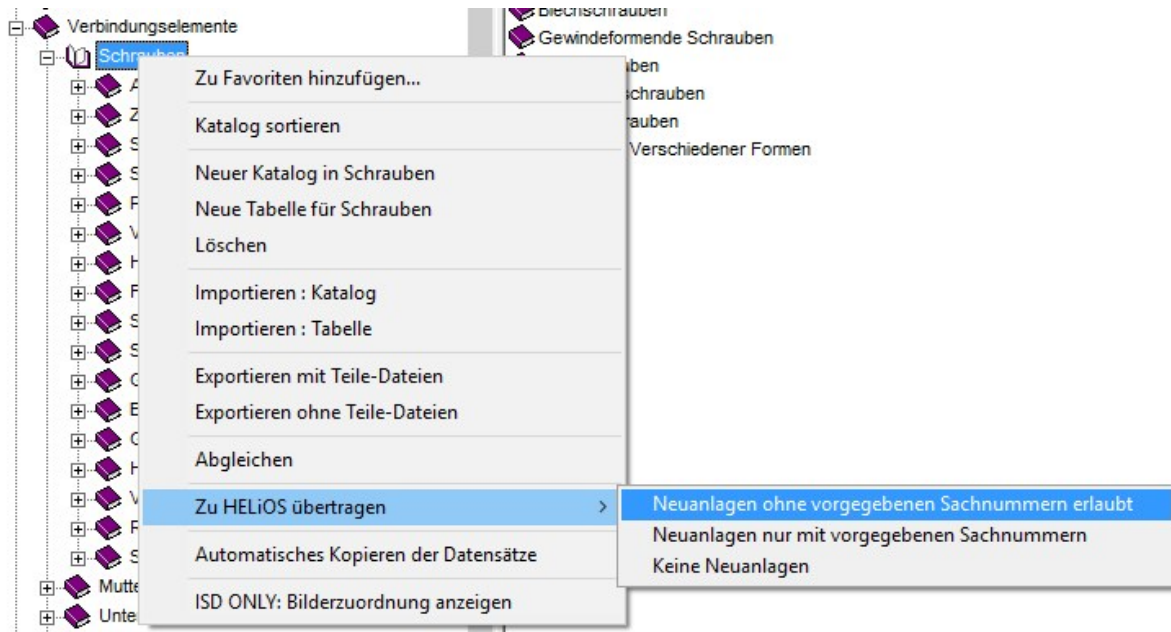 Verbindungselemente
Schrauben
Blechschrauben
Gewindeformende Schrauben
Verschiedener Formen
Zu Favoriten hinzufügen...
Katalog sortieren
Neuer Katalog in Schrauben
Neue Tabelle für Schrauben
Löschen
Importieren : Katalog
Importieren : Tabelle
Exportieren mit Teile-Dateien
Exportieren ohne Teile-Dateien
Abgleichen
Zu HELiOS übertragen
Automatisches Kopieren der Datensätze
ISD ONLY: Bilderzuordnung anzeigen
Neuanlagen ohne vorgegebenen Sachnummern erlaubt
Neuanlagen nur mit vorgegebenen Sachnummern
Keine Neuanlagen